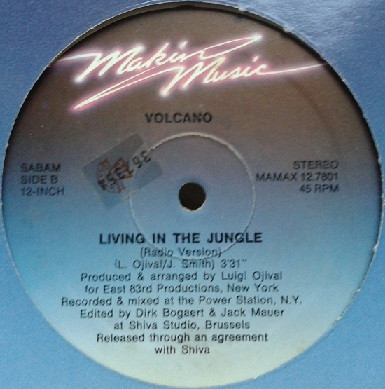 Makin'
Music
VOLCANO
SABAM
SIDE B
12-INCH
STEREO
MAMAX 12.7801
45 RPM
LIVING IN THE JUNGLE
(Radio Version)
(L. Ojival/J. Smith) 3'31"
Produced & arranged by Luigi Ojival
for East 83rd Productions, New York
Recorded & mixed at the Power Station, N.Y.
Edited by Dirk Bogaert & Jack Mauer
at Shiva Studio, Brussels
Released through an agreement
with Shiva